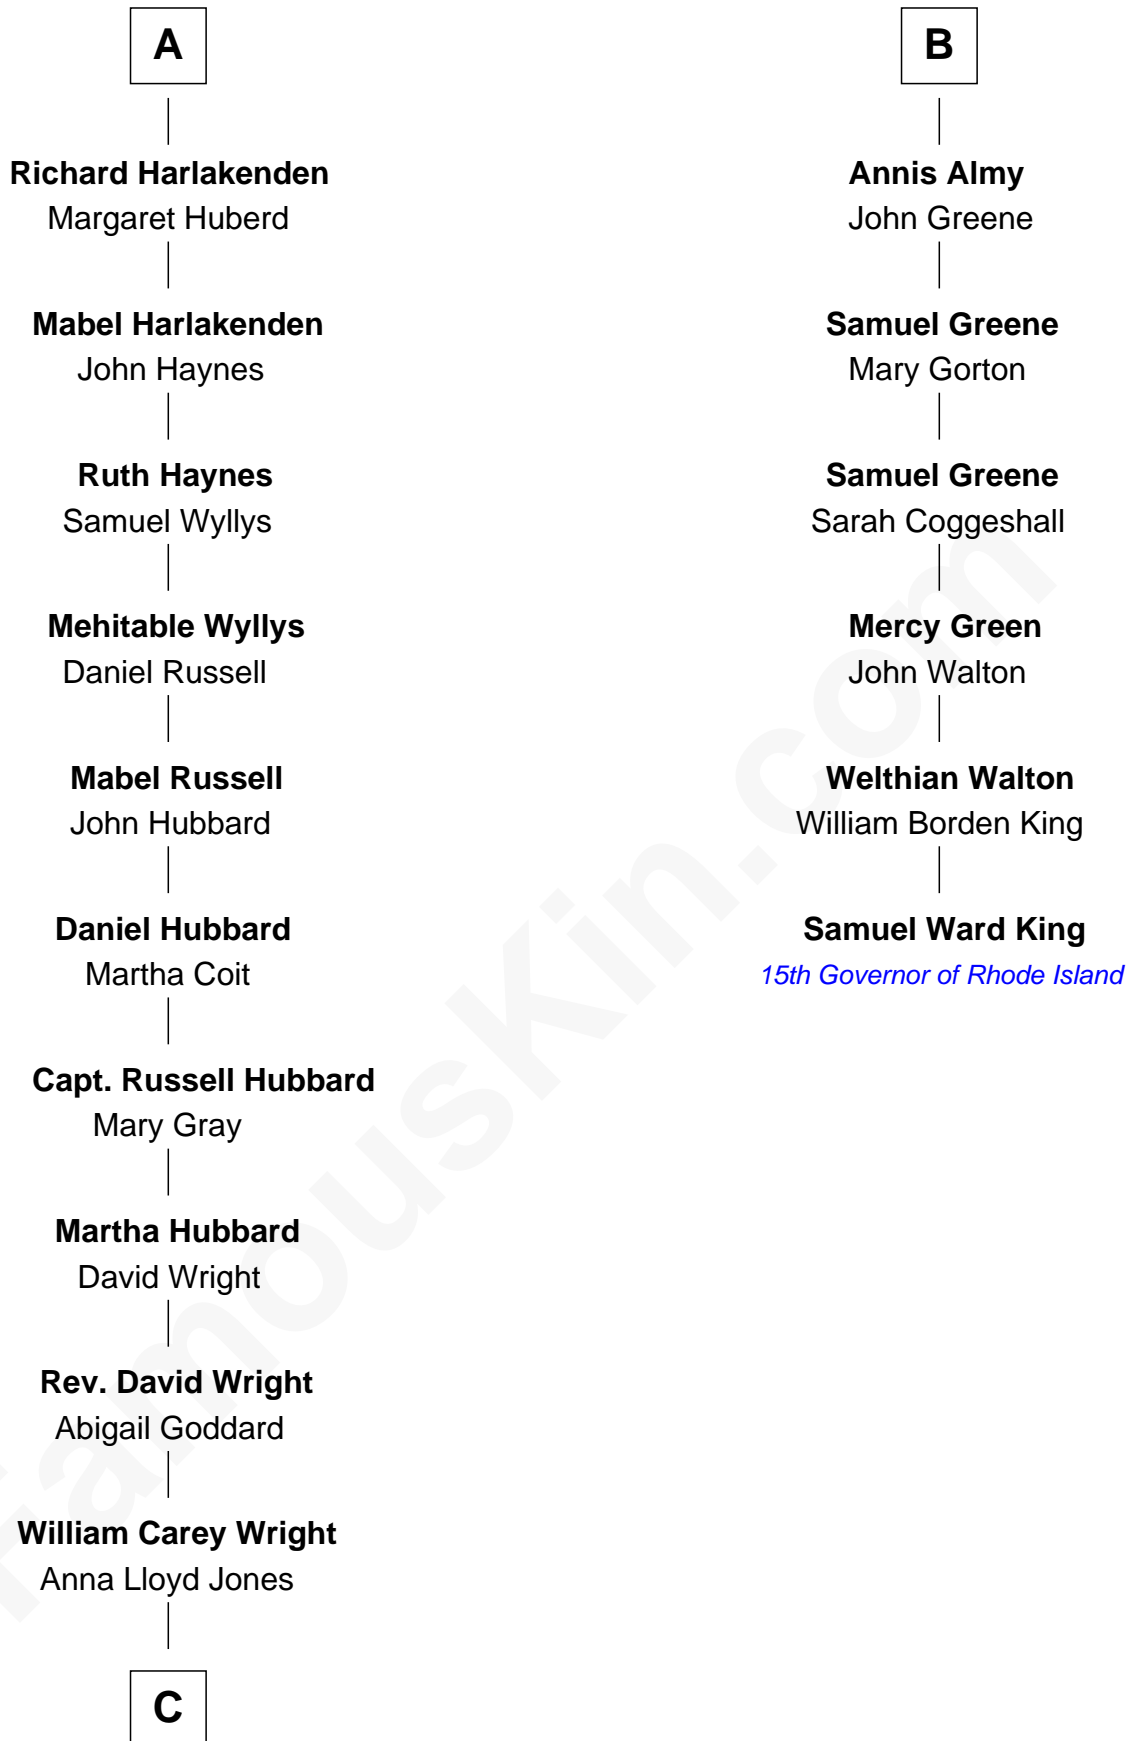 A
Richard Harlakenden
Margaret Huberd
Mabel Harlakenden
John Haynes
Ruth Haynes
Samuel Wyllys
Mehitable Wyllys
Daniel Russell
Mabel Russell
John Hubbard
Daniel Hubbard
Martha Coit
Capt. Russell Hubbard
Mary Gray
Martha Hubbard
David Wright
Rev. David Wright
Abigail Goddard
William Carey Wright
Anna Lloyd Jones
C
B
Annis Almy
John Greene
Samuel Greene
Mary Gorton
Samuel Greene
Sarah Coggeshall
Mercy Green
John Walton
Welthian Walton
William Borden King
Samuel Ward King
15th Governor of Rhode Island
FamousKin.com